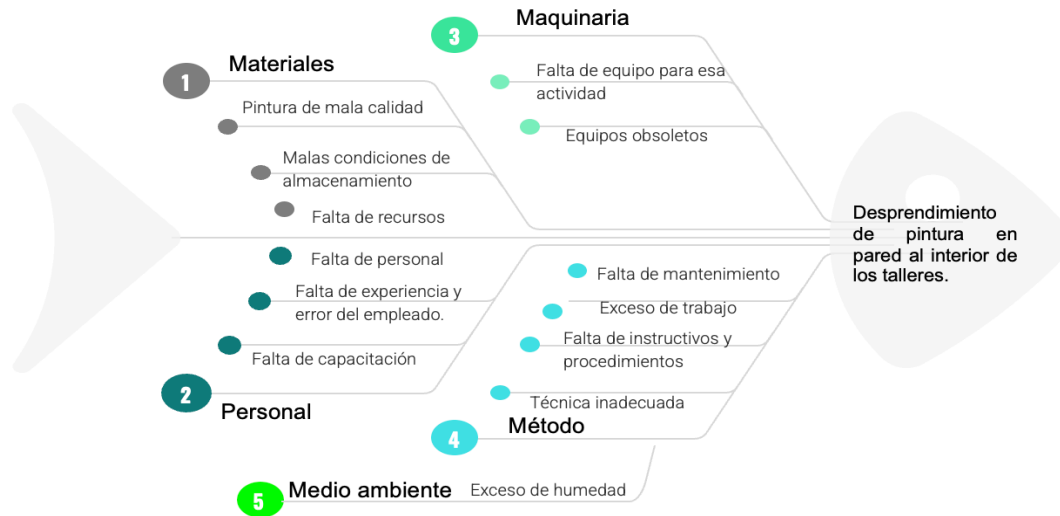 3
Maquinaria
1
Materiales
Falta de equipo para esa
actividad
Pintura de mala calidad
Equipos obsoletos
Malas condiciones de
almacenamiento
Falta de recursos
Desprendimiento
de pintura en
pared al interior de
los talleres.
Falta de personal
Falta de experiencia y
error del empleado.
Falta de capacitación
2
Personal
Falta de mantenimiento
Exceso de trabajo
Falta de instructivos y
procedimientos
Técnica inadecuada
4
Método
5
Medio ambiente
Exceso de humedad